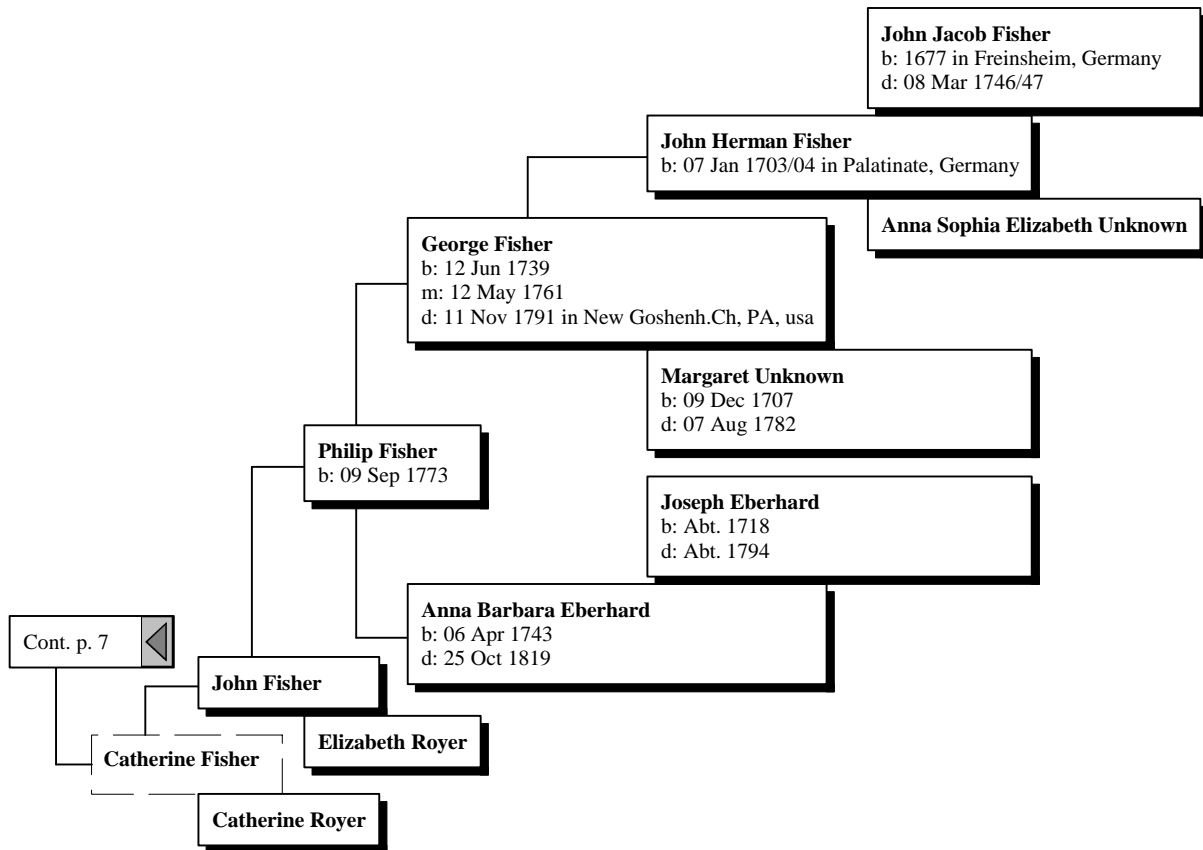 John Jacob Fisher
b: 1677 in Freinsheim, Germany
d: 08 Mar 1746/47
John Herman Fisher
b: 07 Jan 1703/04 in Palatinate, Germany
Anna Sophia Elizabeth Unknown
George Fisher
b: 12 Jun 1739
m: 12 May 1761
d: 11 Nov 1791 in New Goshenh.Ch, PA, usa
Margaret Unknown
b: 09 Dec 1707
d: 07 Aug 1782
Philip Fisher
b: 09 Sep 1773
Joseph Eberhard
b: Abt. 1718
d: Abt. 1794
Anna Barbara Eberhard
b: 06 Apr 1743
d: 25 Oct 1819
Cont. p. 7
John Fisher
Elizabeth Royer
Catherine Fisher
Catherine Royer